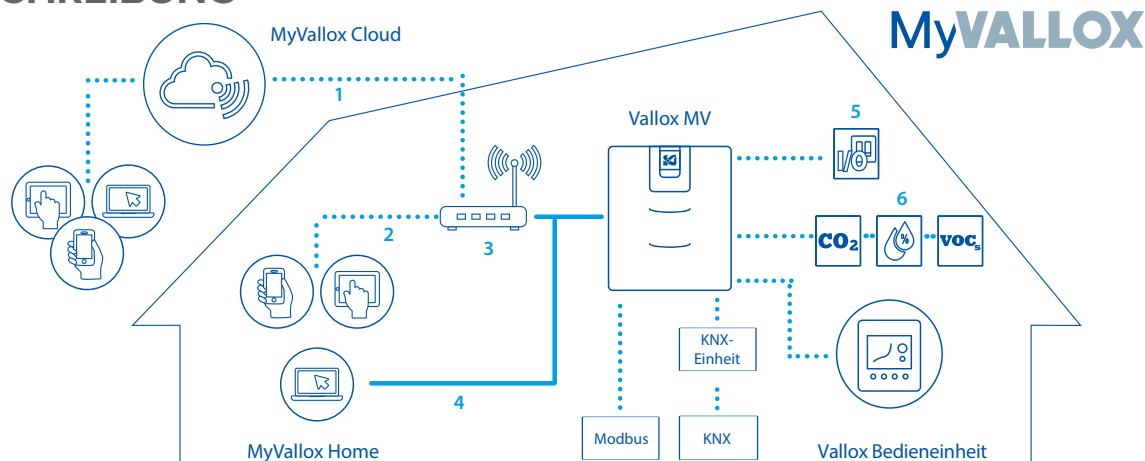 MyVALLOX
MyVallox Cloud
1
Vallox MV
5
I/0
6
2
3
CO₂
%
VOCs
KNX-
Einheit
4
Modbus
KNX
MyVallox Home
Vallox Bedieneinheit